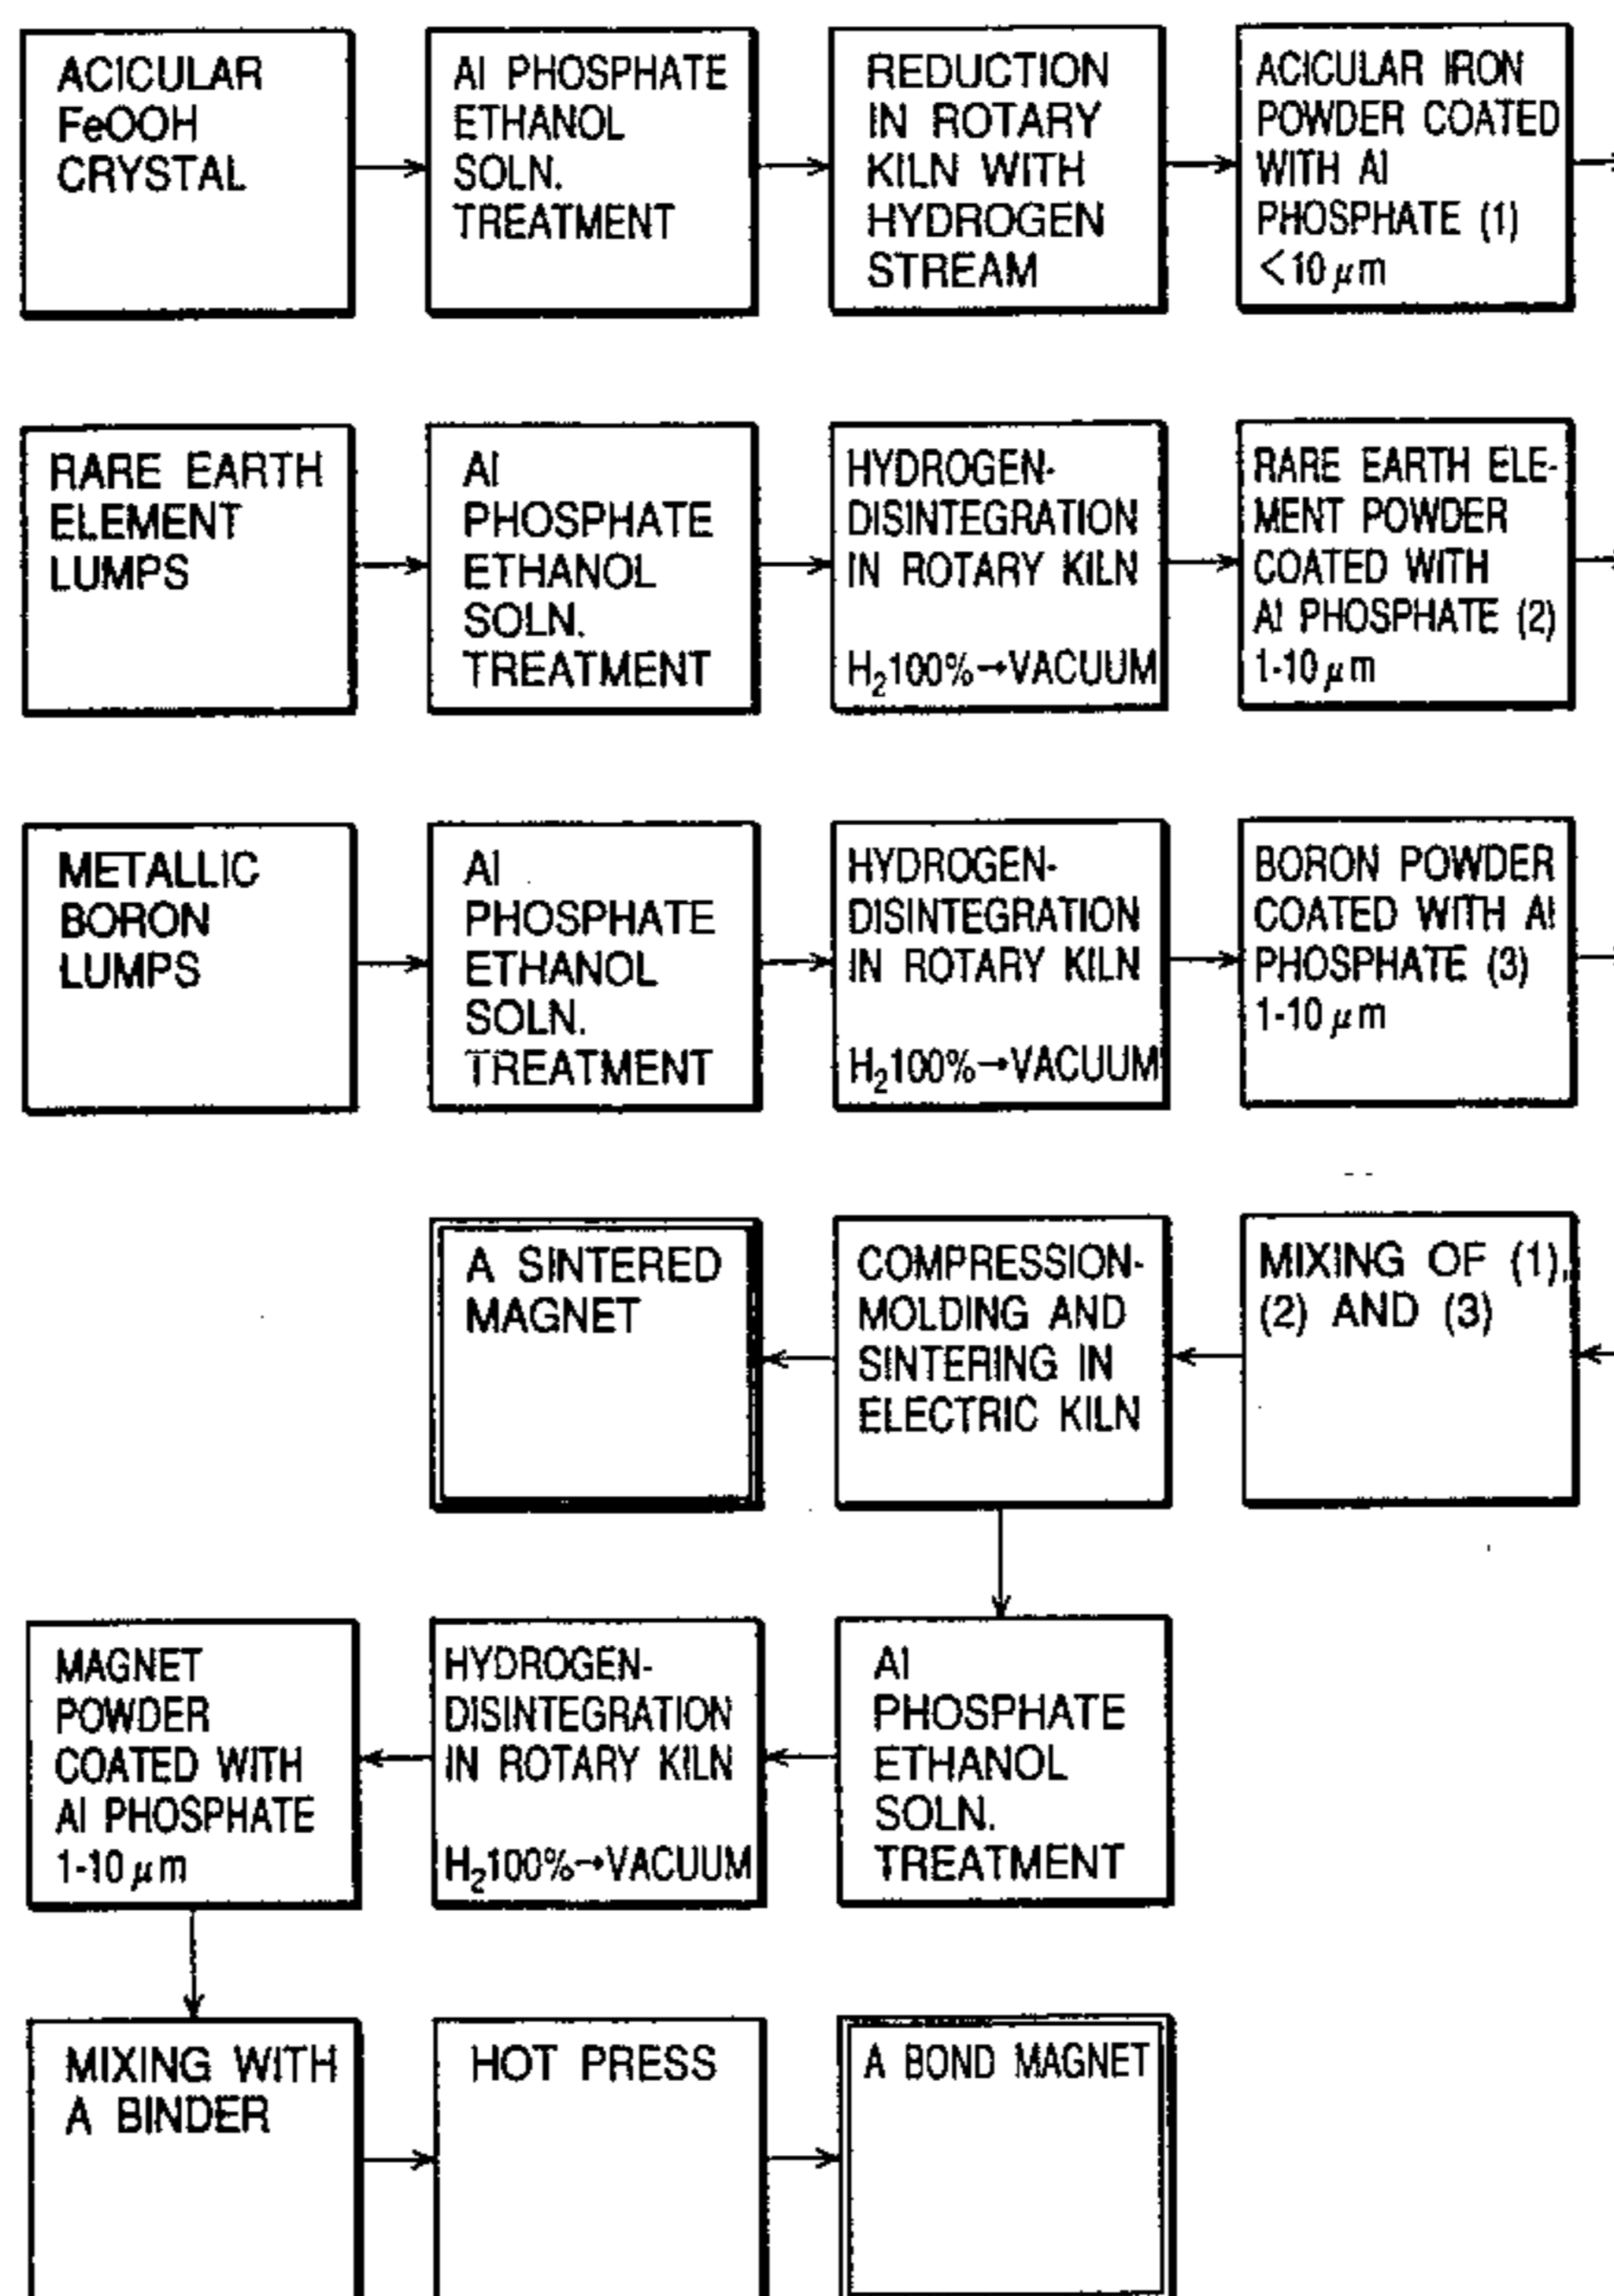 ACICULAR
FeOOH
CRYSTAL
Al PHOSPHATE
ETHANOL
SOLN.
TREATMENT
REDUCTION
IN ROTARY
KILN WITH
HYDROGEN
STREAM
ACICULAR IRON
POWDER COATED
WITH Al
PHOSPHATE (1)
<10 μm
RARE EARTH
ELEMENT
LUMPS
Al
PHOSPHATE
ETHANOL
SOLN.
TREATMENT
HYDROGEN-
DISINTEGRATION
IN ROTARY KILN
H₂100%→VACUUM
RARE EARTH ELE-
MENT POWDER
COATED WITH
Al PHOSPHATE (2)
1-10 μm
METALLIC
BORON
LUMPS
Al
PHOSPHATE
ETHANOL
SOLN.
TREATMENT
HYDROGEN-
DISINTEGRATION
IN ROTARY KILN
H₂100%→VACUUM
BORON POWDER
COATED WITH Al
PHOSPHATE (3)
1-10 μm
A SINTERED
MAGNET
COMPRESSION-
MOLDING AND
SINTERING IN
ELECTRIC KILN
MIXING OF (1),
(2) AND (3)
MAGNET
POWDER
COATED WITH
Al PHOSPHATE
1-10 μm
HYDROGEN-
DISINTEGRATION
IN ROTARY KILN
H₂100%→VACUUM
Al
PHOSPHATE
ETHANOL
SOLN.
TREATMENT
MIXING WITH
A BINDER
HOT PRESS
A BOND MAGNET